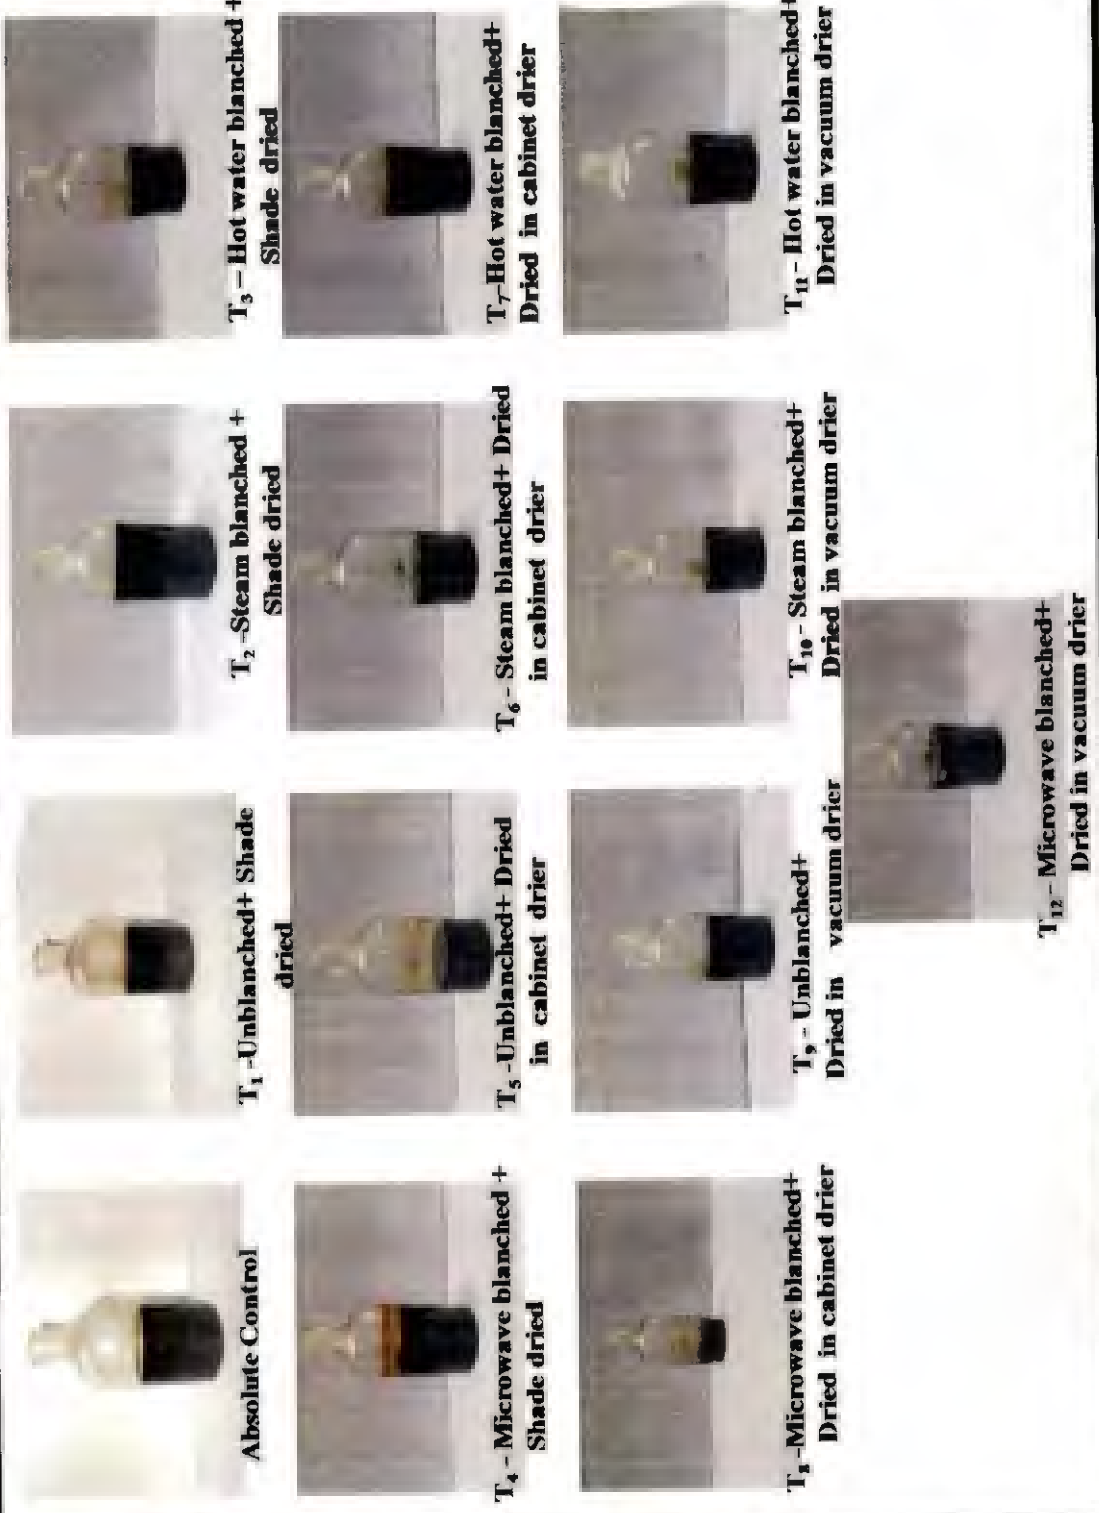 Absolute Control
T₁ -Unblanched+ Shade
dried
T₂ -Steam blanched +
Shade dried
T₃ – Hot water blanched +
Shade dried
T₄ - Microwave blanched +
Shade dried
T₅ -Unblanched+ Dried
in cabinet drier
T₆ - Steam blanched+ Dried
in cabinet drier
T₇-Hot water blanched+
Dried in cabinet drier
T₈ -Microwave blanched+
Dried in cabinet drier
T₉ - Unblanched+
Dried in vacuum drier
T₁₀ - Steam blanched+
Dried in vacuum drier
T₁₁ - Hot water blanched+
Dried in vacuum drier
T₁₂ – Microwave blanched+
Dried in vacuum drier